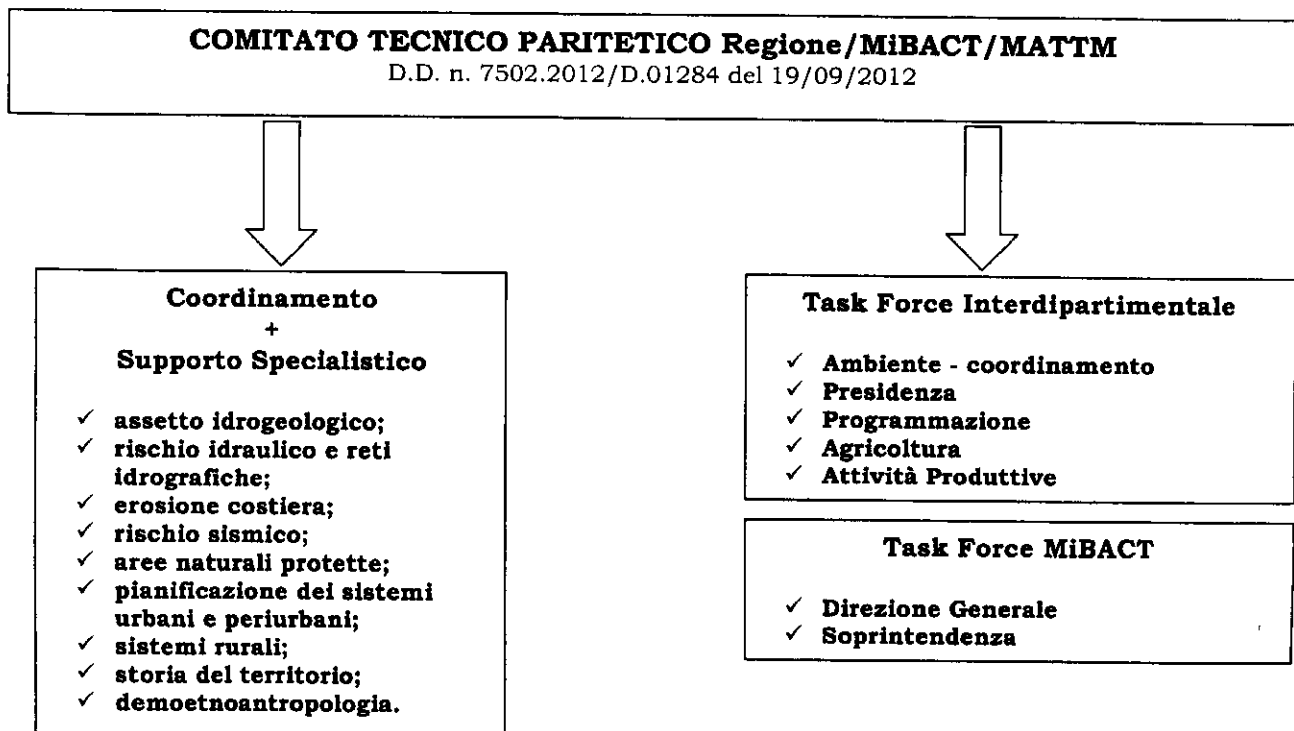 COMITATO TECNICO PARITETICO Regione/MiBACT/MATTM
D.D. n. 7502.2012/D.01284 del 19/09/2012
Coordinamento
+
Supporto Specialistico
✓ assetto idrogeologico;
✓ rischio idraulico e reti
idrografiche;
✓ erosione costiera;
✓ rischio sismico;
✓ aree naturali protette;
✓ pianificazione dei sistemi
urbani e periurbani;
✓ sistemi rurali;
✓ storia del territorio;
✓ demoetnoantropologia.
Task Force Interdipartimentale
✓ Ambiente - coordinamento
✓ Presidenza
✓ Programmazione
✓ Agricoltura
✓ Attività Produttive
Task Force MiBACT
✓ Direzione Generale
✓ Soprintendenza